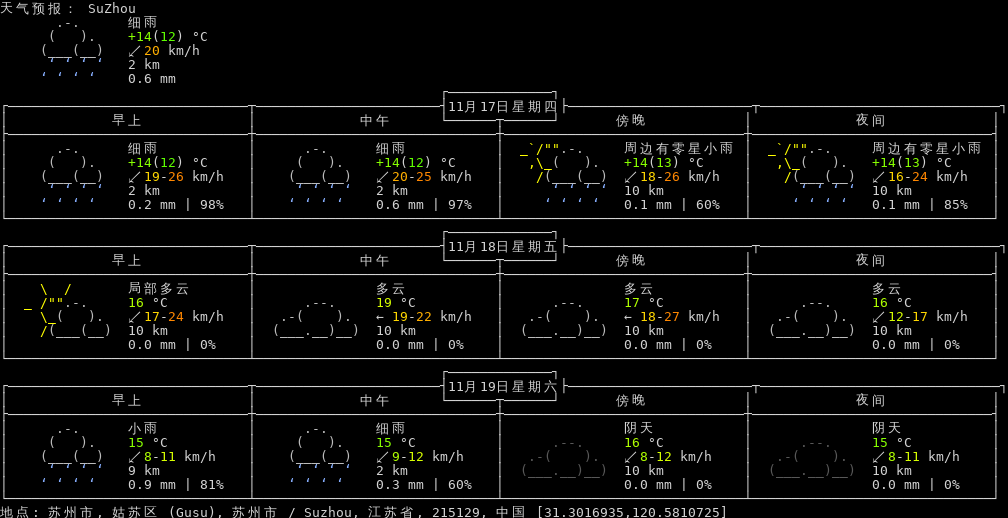 天气预报: SuZhou
细雨
+14(12) °C
↙20 km/h
2 km
0.6 mm
11月17日星期四
早上 中午 傍晚 夜间
细雨 细雨 周边有零星小雨 周边有零星小雨
+14(12) °C +14(12) °C +14(13) °C +14(13) °C
↙19-26 km/h ↙20-25 km/h ↙18-26 km/h ↙16-24 km/h
2 km 2 km 10 km 10 km
0.2 mm | 98% 0.6 mm | 97% 0.1 mm | 60% 0.1 mm | 85%
11月18日星期五
早上 中午 傍晚 夜间
局部多云 多云 多云 多云
16 °C 19 °C 17 °C 16 °C
↙17-24 km/h ← 19-22 km/h ← 18-27 km/h ↙12-17 km/h
10 km 10 km 10 km 10 km
0.0 mm | 0% 0.0 mm | 0% 0.0 mm | 0% 0.0 mm | 0%
11月19日星期六
早上 中午 傍晚 夜间
小雨 细雨 阴天 阴天
15 °C 15 °C 16 °C 15 °C
↙8-11 km/h ↙9-12 km/h ↙8-12 km/h ↙8-11 km/h
9 km 2 km 10 km 10 km
0.9 mm | 81% 0.3 mm | 60% 0.0 mm | 0% 0.0 mm | 0%
地点: 苏州市, 姑苏区 (Gusu), 苏州市 / Suzhou, 江苏省, 215129, 中国 [31.3016935,120.5810725]